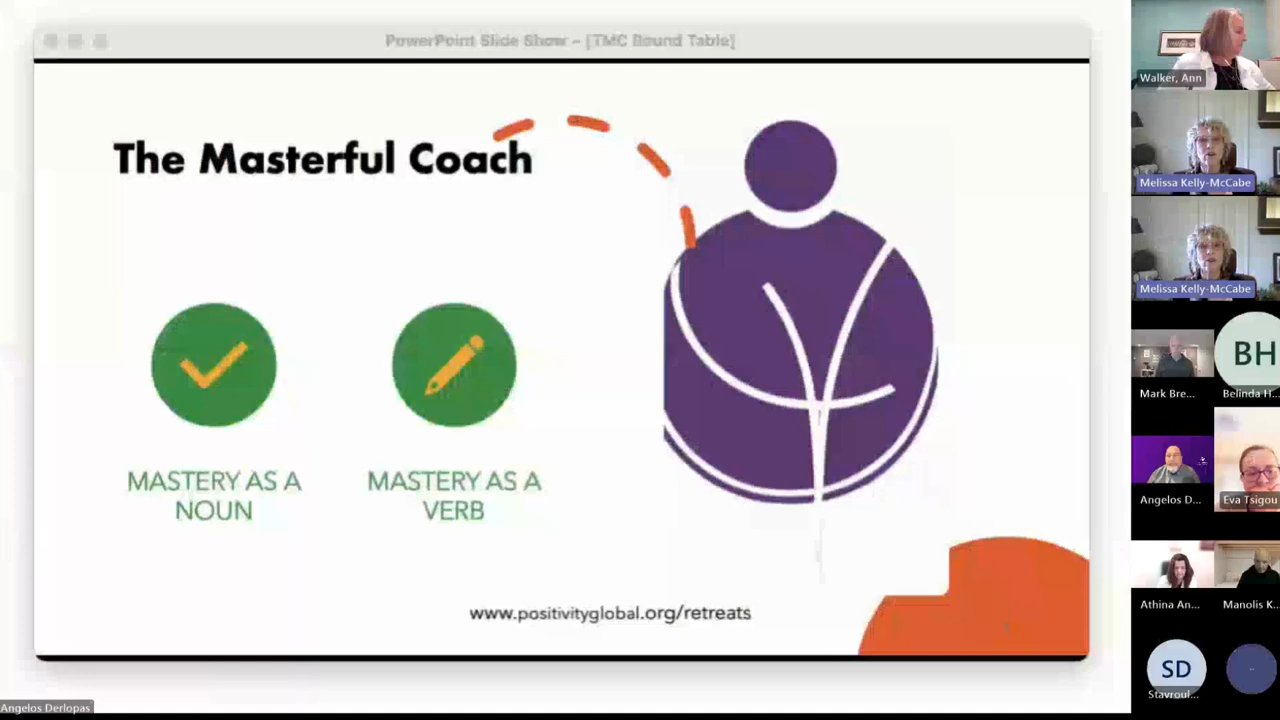 PowerPoint Slide Show – [TMC Round Table]
The Masterful Coach
MASTERY AS A
NOUN
MASTERY AS A
VERB
www.positivityglobal.org/retreats
Walker, Ann
Melissa Kelly-McCabe
Melissa Kelly-McCabe
Mark Bre...
BH
Belinda H...
Angelos D...
Eva Tsigou
Athina An...
Manolis K...
SD
Stavroul...
Angelos Derlopas